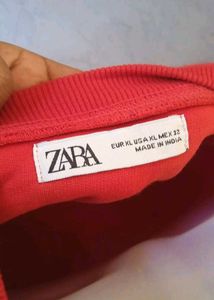 ZARA
EUR XL USA XL MEX 32
MADE IN INDIA